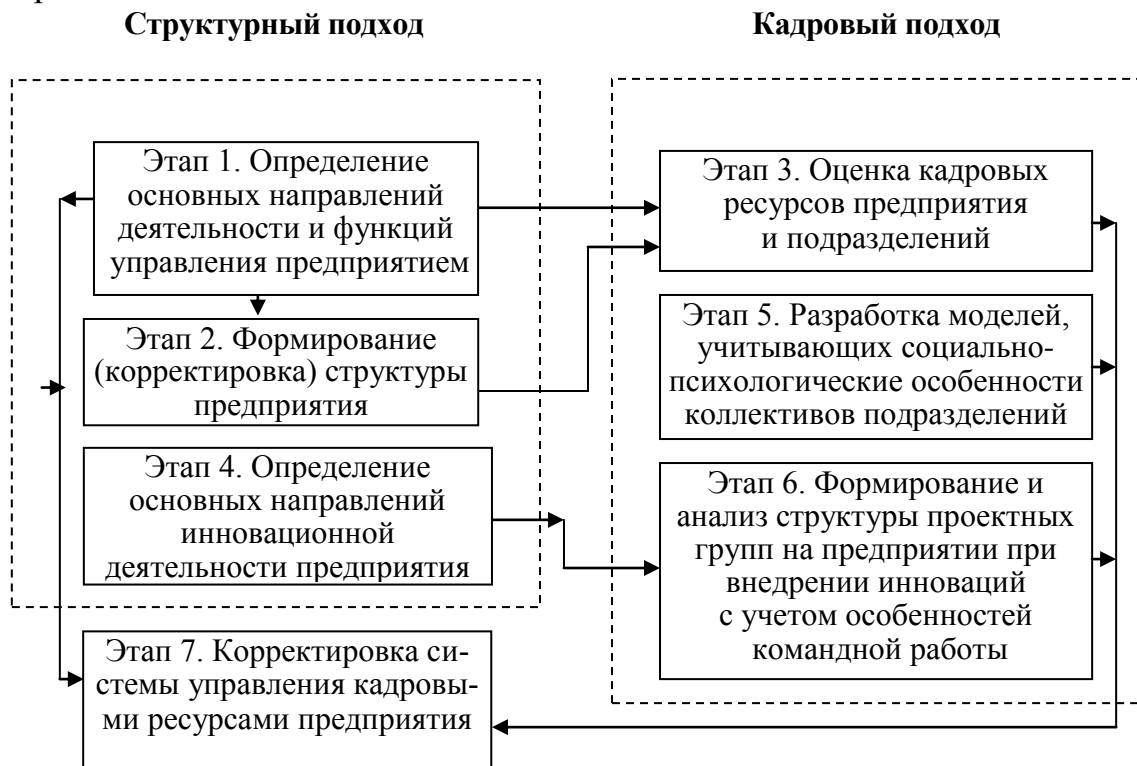 Структурный подход
Кадровый подход
Этап 1. Определение
основных направлений
деятельности и функций
управления предприятием
Этап 2. Формирование
(корректировка) структуры
предприятия
Этап 4. Определение
основных направлений
инновационной
деятельности предприятия
Этап 7. Корректировка си-
стемы управления кадровы-
ми ресурсами предприятия
Этап 3. Оценка кадровых
ресурсов предприятия
и подразделений
Этап 5. Разработка моделей,
учитывающих социально-
психологические особенности
коллективов подразделений
Этап 6. Формирование и
анализ структуры проектных
групп на предприятии при
внедрении инноваций
с учетом особенностей
командной работы